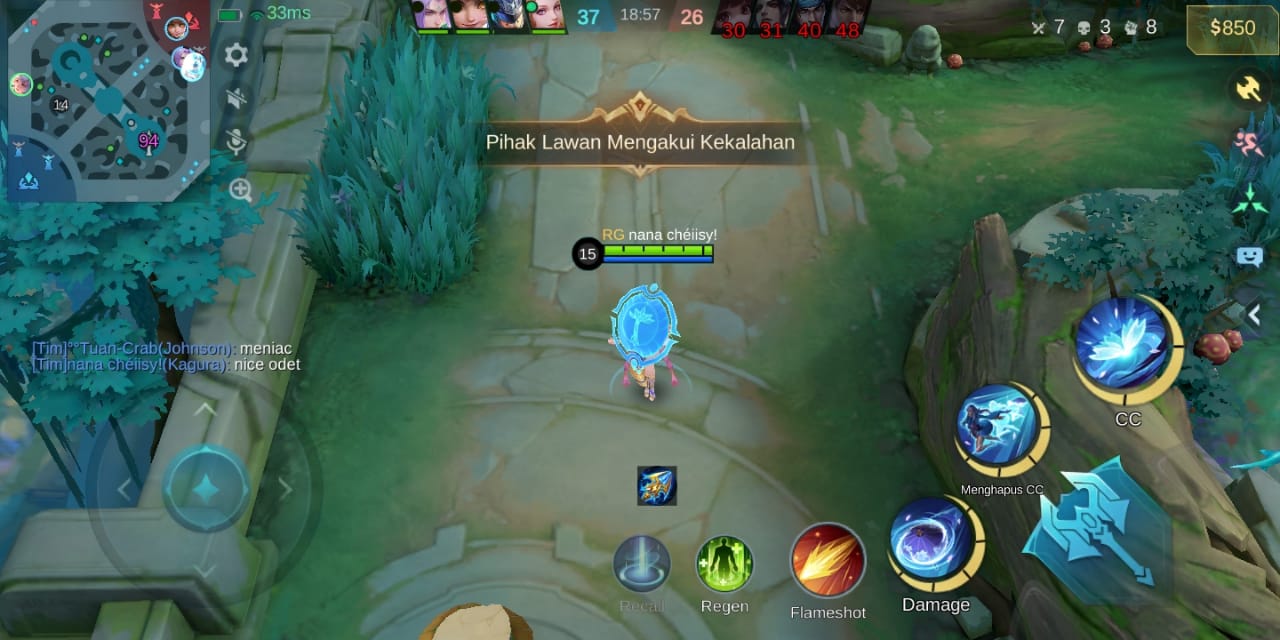 33ms
37 18:57 26
30 31 40 48
7 3 8
$850
14
94
Pihak Lawan Mengakui Kekalahan
RG nana chéiisy!
15
[Tim]°°Tuan-Crab(Johnson): meniac
[Tim]nana chéiisy!(Kagura): nice odet
CC
Menghapus CC
Recall
Regen
Flameshot
Damage